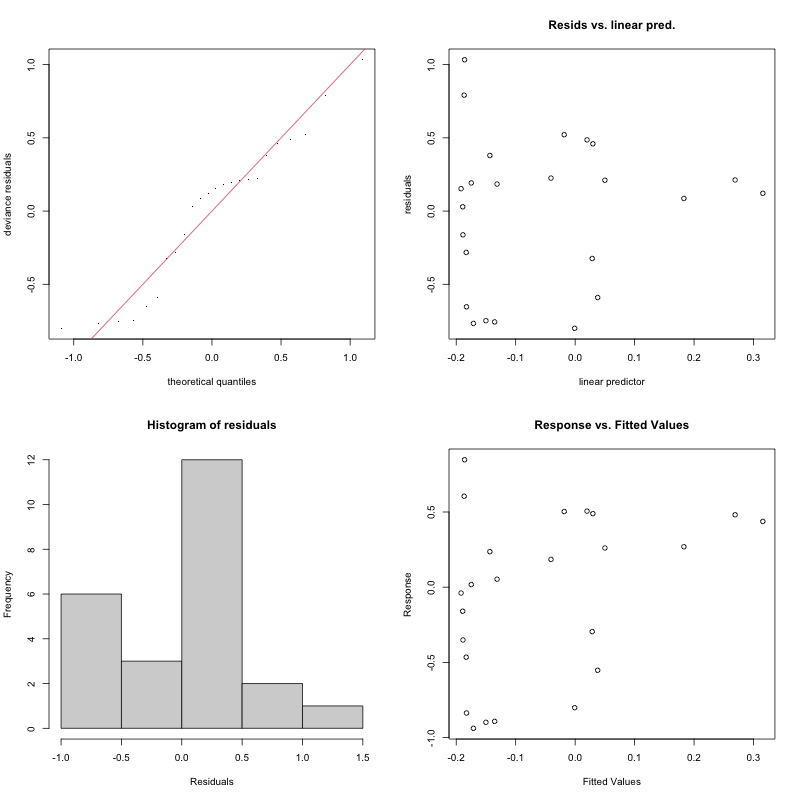 deviance residuals
1.0
0.5
0.0
-0.5
-1.0 -0.5 0.0 0.5 1.0
theoretical quantiles
Resids vs. linear pred.
residuals
1.0
0.5
0.0
-0.5
-0.2 -0.1 0.0 0.1 0.2 0.3
linear predictor
Histogram of residuals
Frequency
12
10
8
6
4
2
0
-1.0 -0.5 0.0 0.5 1.0 1.5
Residuals
Response vs. Fitted Values
Response
0.5
0.0
-0.5
-1.0
-0.2 -0.1 0.0 0.1 0.2 0.3
Fitted Values